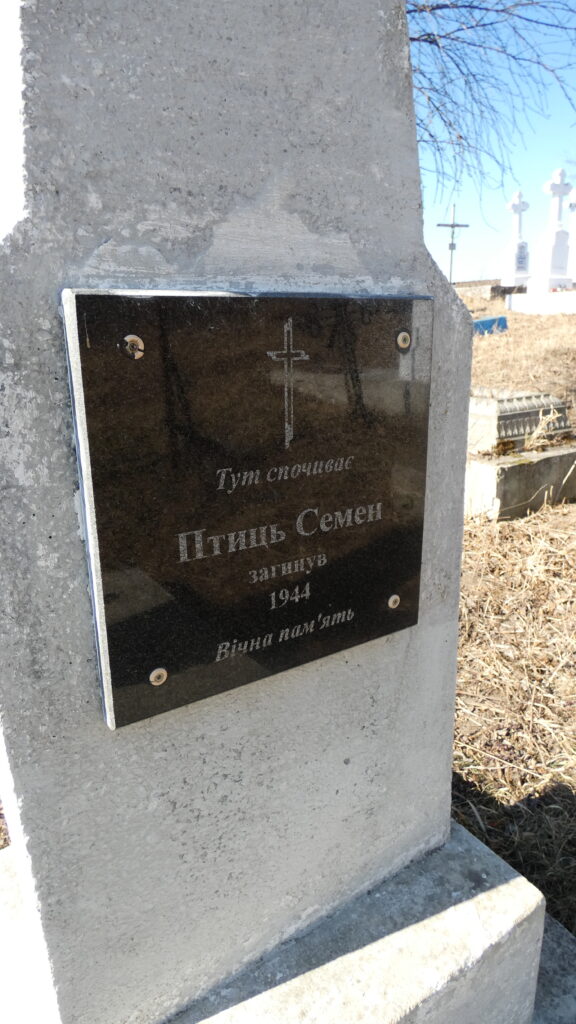 Тут спочиває
Птиць Семен
загинув
1944
Вічна пам'ять